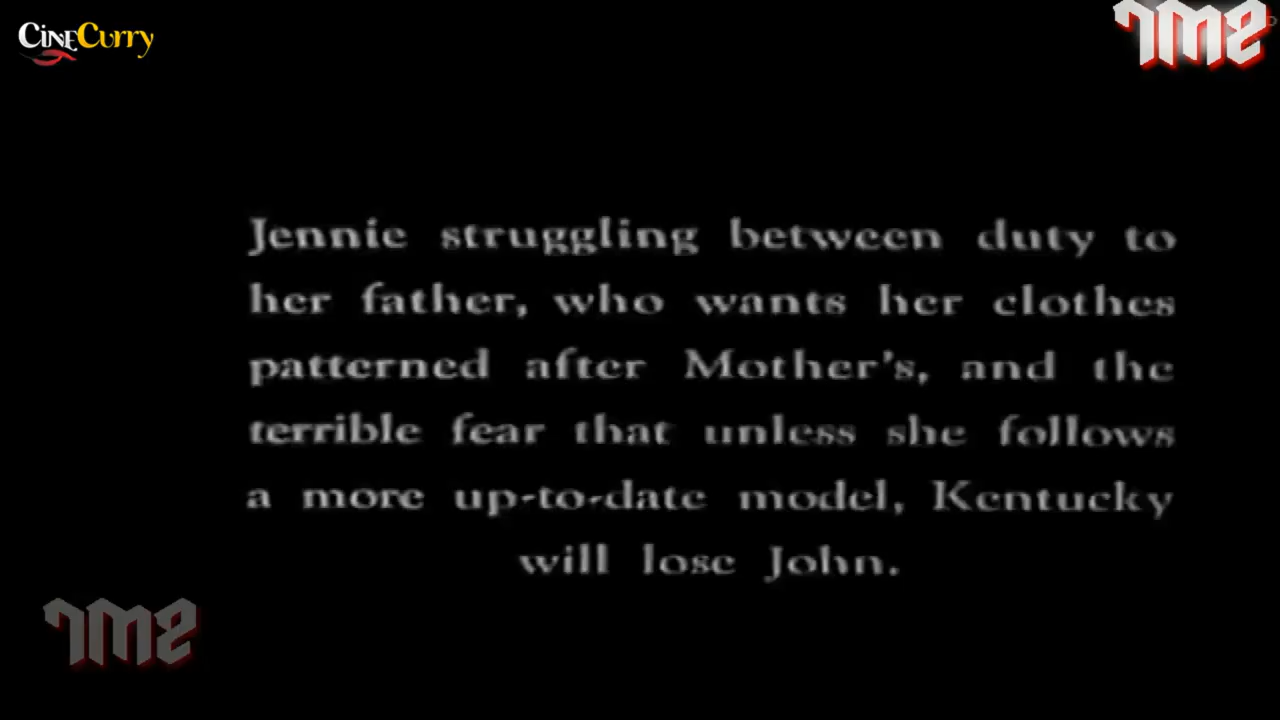 CINECURRY
Jennie struggling between duty to
her father, who wants her clothes
patterned after Mother's, and the
terrible fear that unless she follows
a more up-to-date model, Kentucky
will lose John.